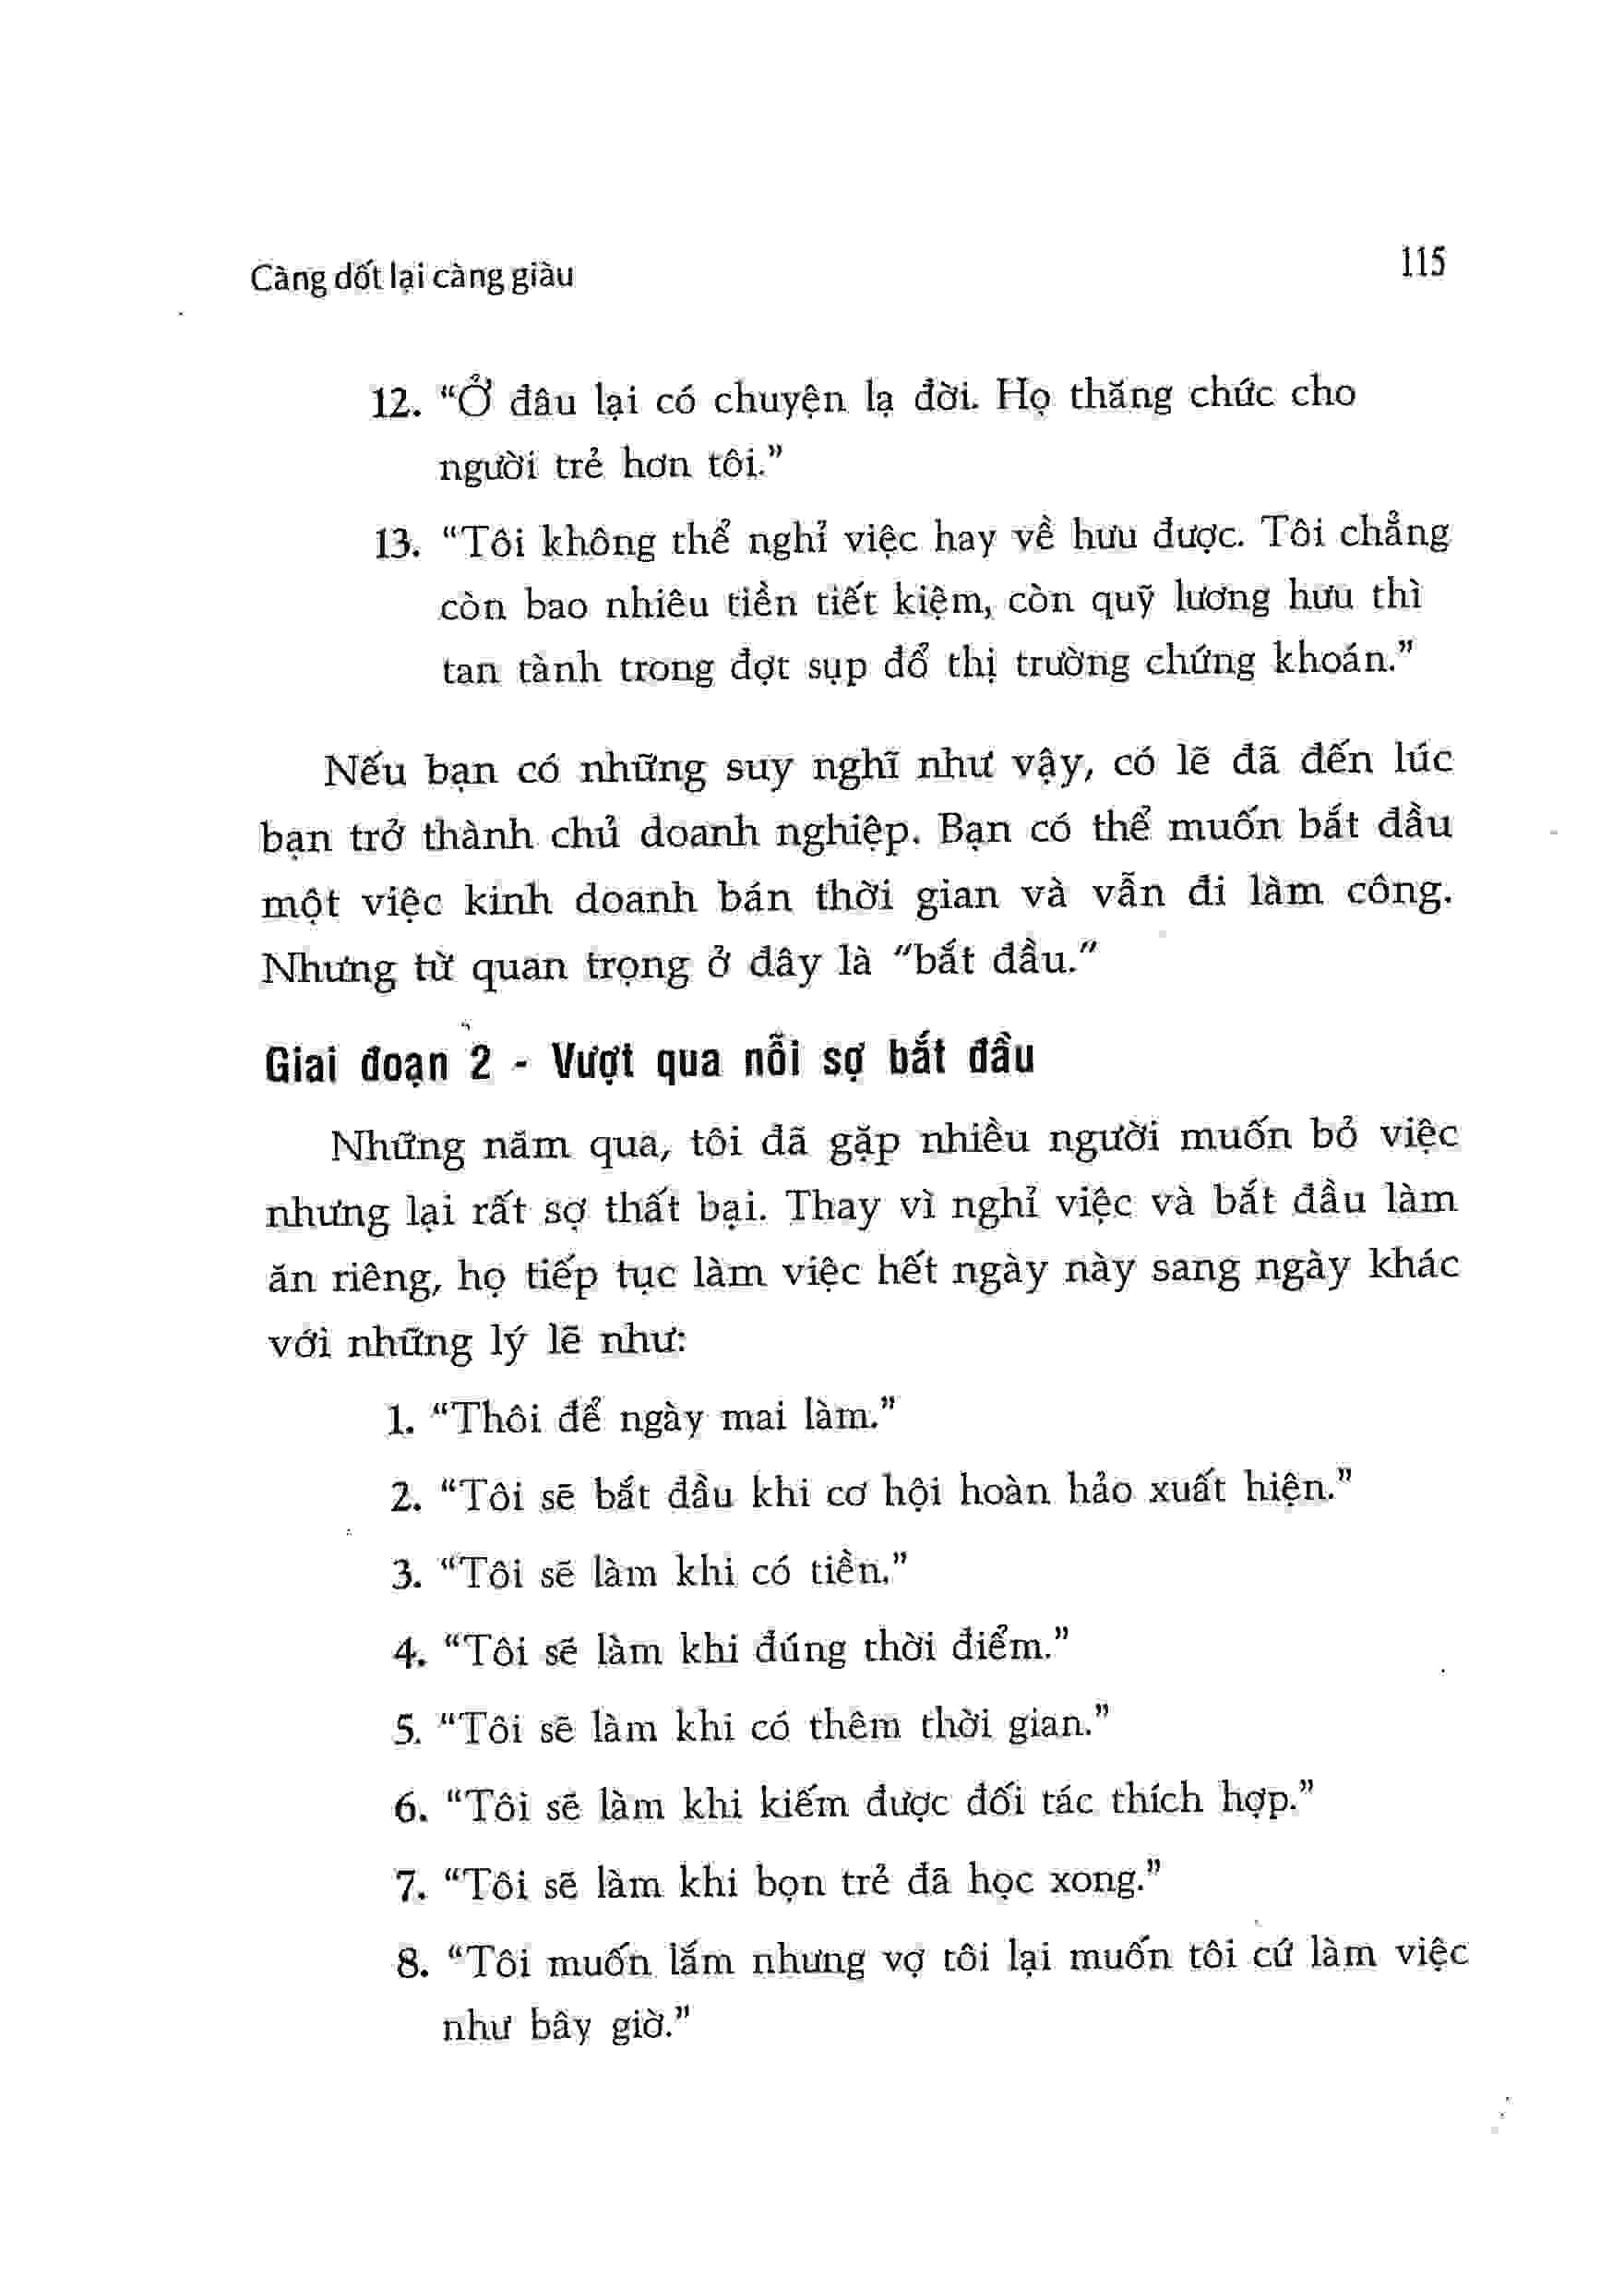 Càng dốt lại càng giàu
115
12. “Ở đâu lại có chuyện lạ đời. Họ thăng chức cho
người trẻ hơn tôi.”
13. “Tôi không thể nghỉ việc hay về hưu được. Tôi chẳng
còn bao nhiêu tiền tiết kiệm, còn quỹ lương hưu thì
tan tành trong đợt sụp đổ thị trường chứng khoán.”
Nếu bạn có những suy nghĩ như vậy, có lẽ đã đến lúc
bạn trở thành chủ doanh nghiệp. Bạn có thể muốn bắt đầu
một việc kinh doanh bán thời gian và vẫn đi làm công.
Nhưng từ quan trọng ở đây là "bắt đầu."
Giai đoạn 2 - Vượt qua nỗi sợ bắt đầu
Những năm qua, tôi đã gặp nhiều người muốn bỏ việc
nhưng lại rất sợ thất bại. Thay vì nghỉ việc và bắt đầu làm
ăn riêng, họ tiếp tục làm việc hết ngày này sang ngày khác
với những lý lẽ như:
1. “Thôi để ngày mai làm.”
2. “Tôi sẽ bắt đầu khi cơ hội hoàn hảo xuất hiện.”
3. “Tôi sẽ làm khi có tiền.”
4. “Tôi sẽ làm khi đúng thời điểm.”
5. “Tôi sẽ làm khi có thêm thời gian.”
6. “Tôi sẽ làm khi kiếm được đối tác thích hợp.”
7. “Tôi sẽ làm khi bọn trẻ đã học xong.”
8. “Tôi muốn lắm nhưng vợ tôi lại muốn tôi cứ làm việc
như bây giờ.”